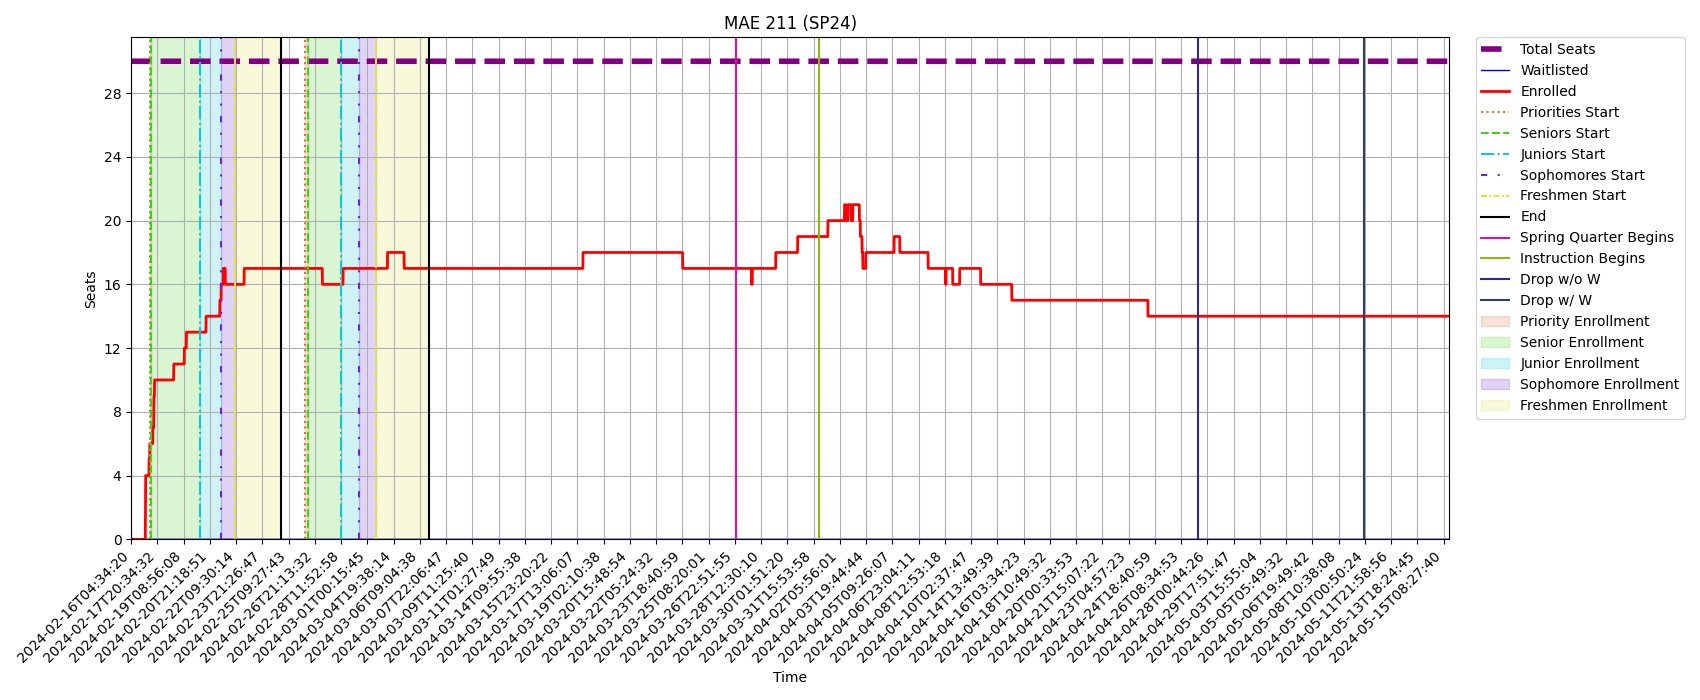 MAE 211 (SP24)
Seats
28
24
20
16
12
8
4
0
2024-02-16T04:34:20
2024-02-17T20:34:32
2024-02-19T08:56:08
2024-02-20T21:18:51
2024-02-22T09:30:14
2024-02-23T21:26:47
2024-02-25T09:27:43
2024-02-26T21:13:32
2024-02-28T11:52:58
2024-03-01T00:15:45
2024-03-04T19:38:14
2024-03-06T09:04:38
2024-03-07T22:06:47
2024-03-09T11:25:40
2024-03-11T01:27:49
2024-03-14T09:55:38
2024-03-15T23:20:22
2024-03-17T13:06:07
2024-03-19T02:10:38
2024-03-20T15:48:54
2024-03-22T05:24:32
2024-03-23T18:40:59
2024-03-25T08:20:01
2024-03-26T22:51:55
2024-03-28T12:30:10
2024-03-30T01:51:20
2024-03-31T15:53:58
2024-04-02T05:56:01
2024-04-03T19:44:44
2024-04-05T09:26:07
2024-04-06T23:04:11
2024-04-08T12:53:18
2024-04-10T02:37:47
2024-04-14T13:49:39
2024-04-16T03:34:23
2024-04-18T10:49:32
2024-04-20T00:33:53
2024-04-21T15:07:22
2024-04-23T04:57:23
2024-04-24T18:40:59
2024-04-26T08:34:53
2024-04-28T00:44:26
2024-04-29T17:51:47
2024-05-03T15:55:04
2024-05-05T05:49:32
2024-05-06T19:49:42
2024-05-08T10:38:08
2024-05-10T00:50:24
2024-05-11T21:58:56
2024-05-13T18:24:45
2024-05-15T08:27:40
Time
Total Seats
Waitlisted
Enrolled
Priorities Start
Seniors Start
Juniors Start
Sophomores Start
Freshmen Start
End
Spring Quarter Begins
Instruction Begins
Drop w/o W
Drop w/ W
Priority Enrollment
Senior Enrollment
Junior Enrollment
Sophomore Enrollment
Freshmen Enrollment